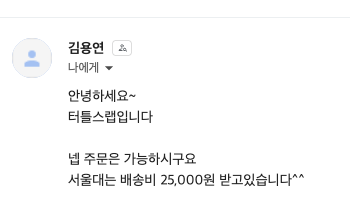 김용연
나에게
안녕하세요~
터틀스랩입니다
넵 주문은 가능하시구요
서울대는 배송비 25,000원 받고있습니다^^